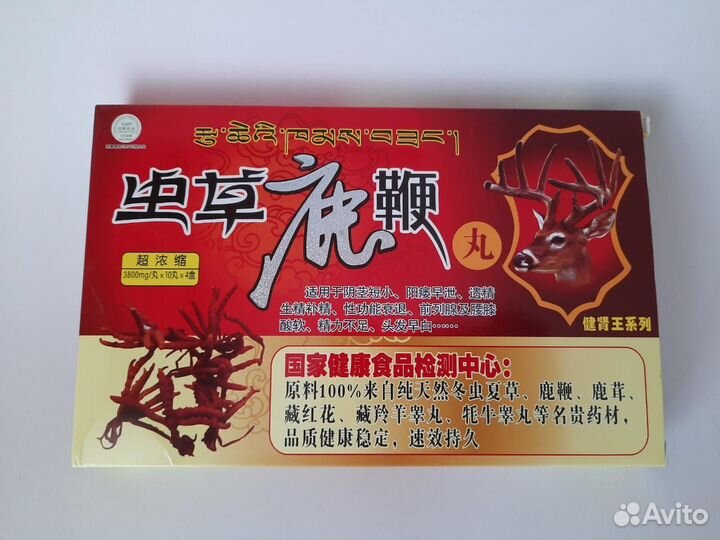 虫草鹿鞭丸
超浓缩
3800mg/丸×10丸×4盒
适用于阴茎短小、阳痿早泄、遗精
生精补精、性功能衰退、前列腺及腰膝
酸软、精力不足、头发早白……
健肾王系列
国家健康食品检测中心：
原料100%来自纯天然冬虫夏草、鹿鞭、鹿茸、
藏红花、藏羚羊睾丸、牦牛睾丸等名贵药材，
品质健康稳定，速效持久
Avito